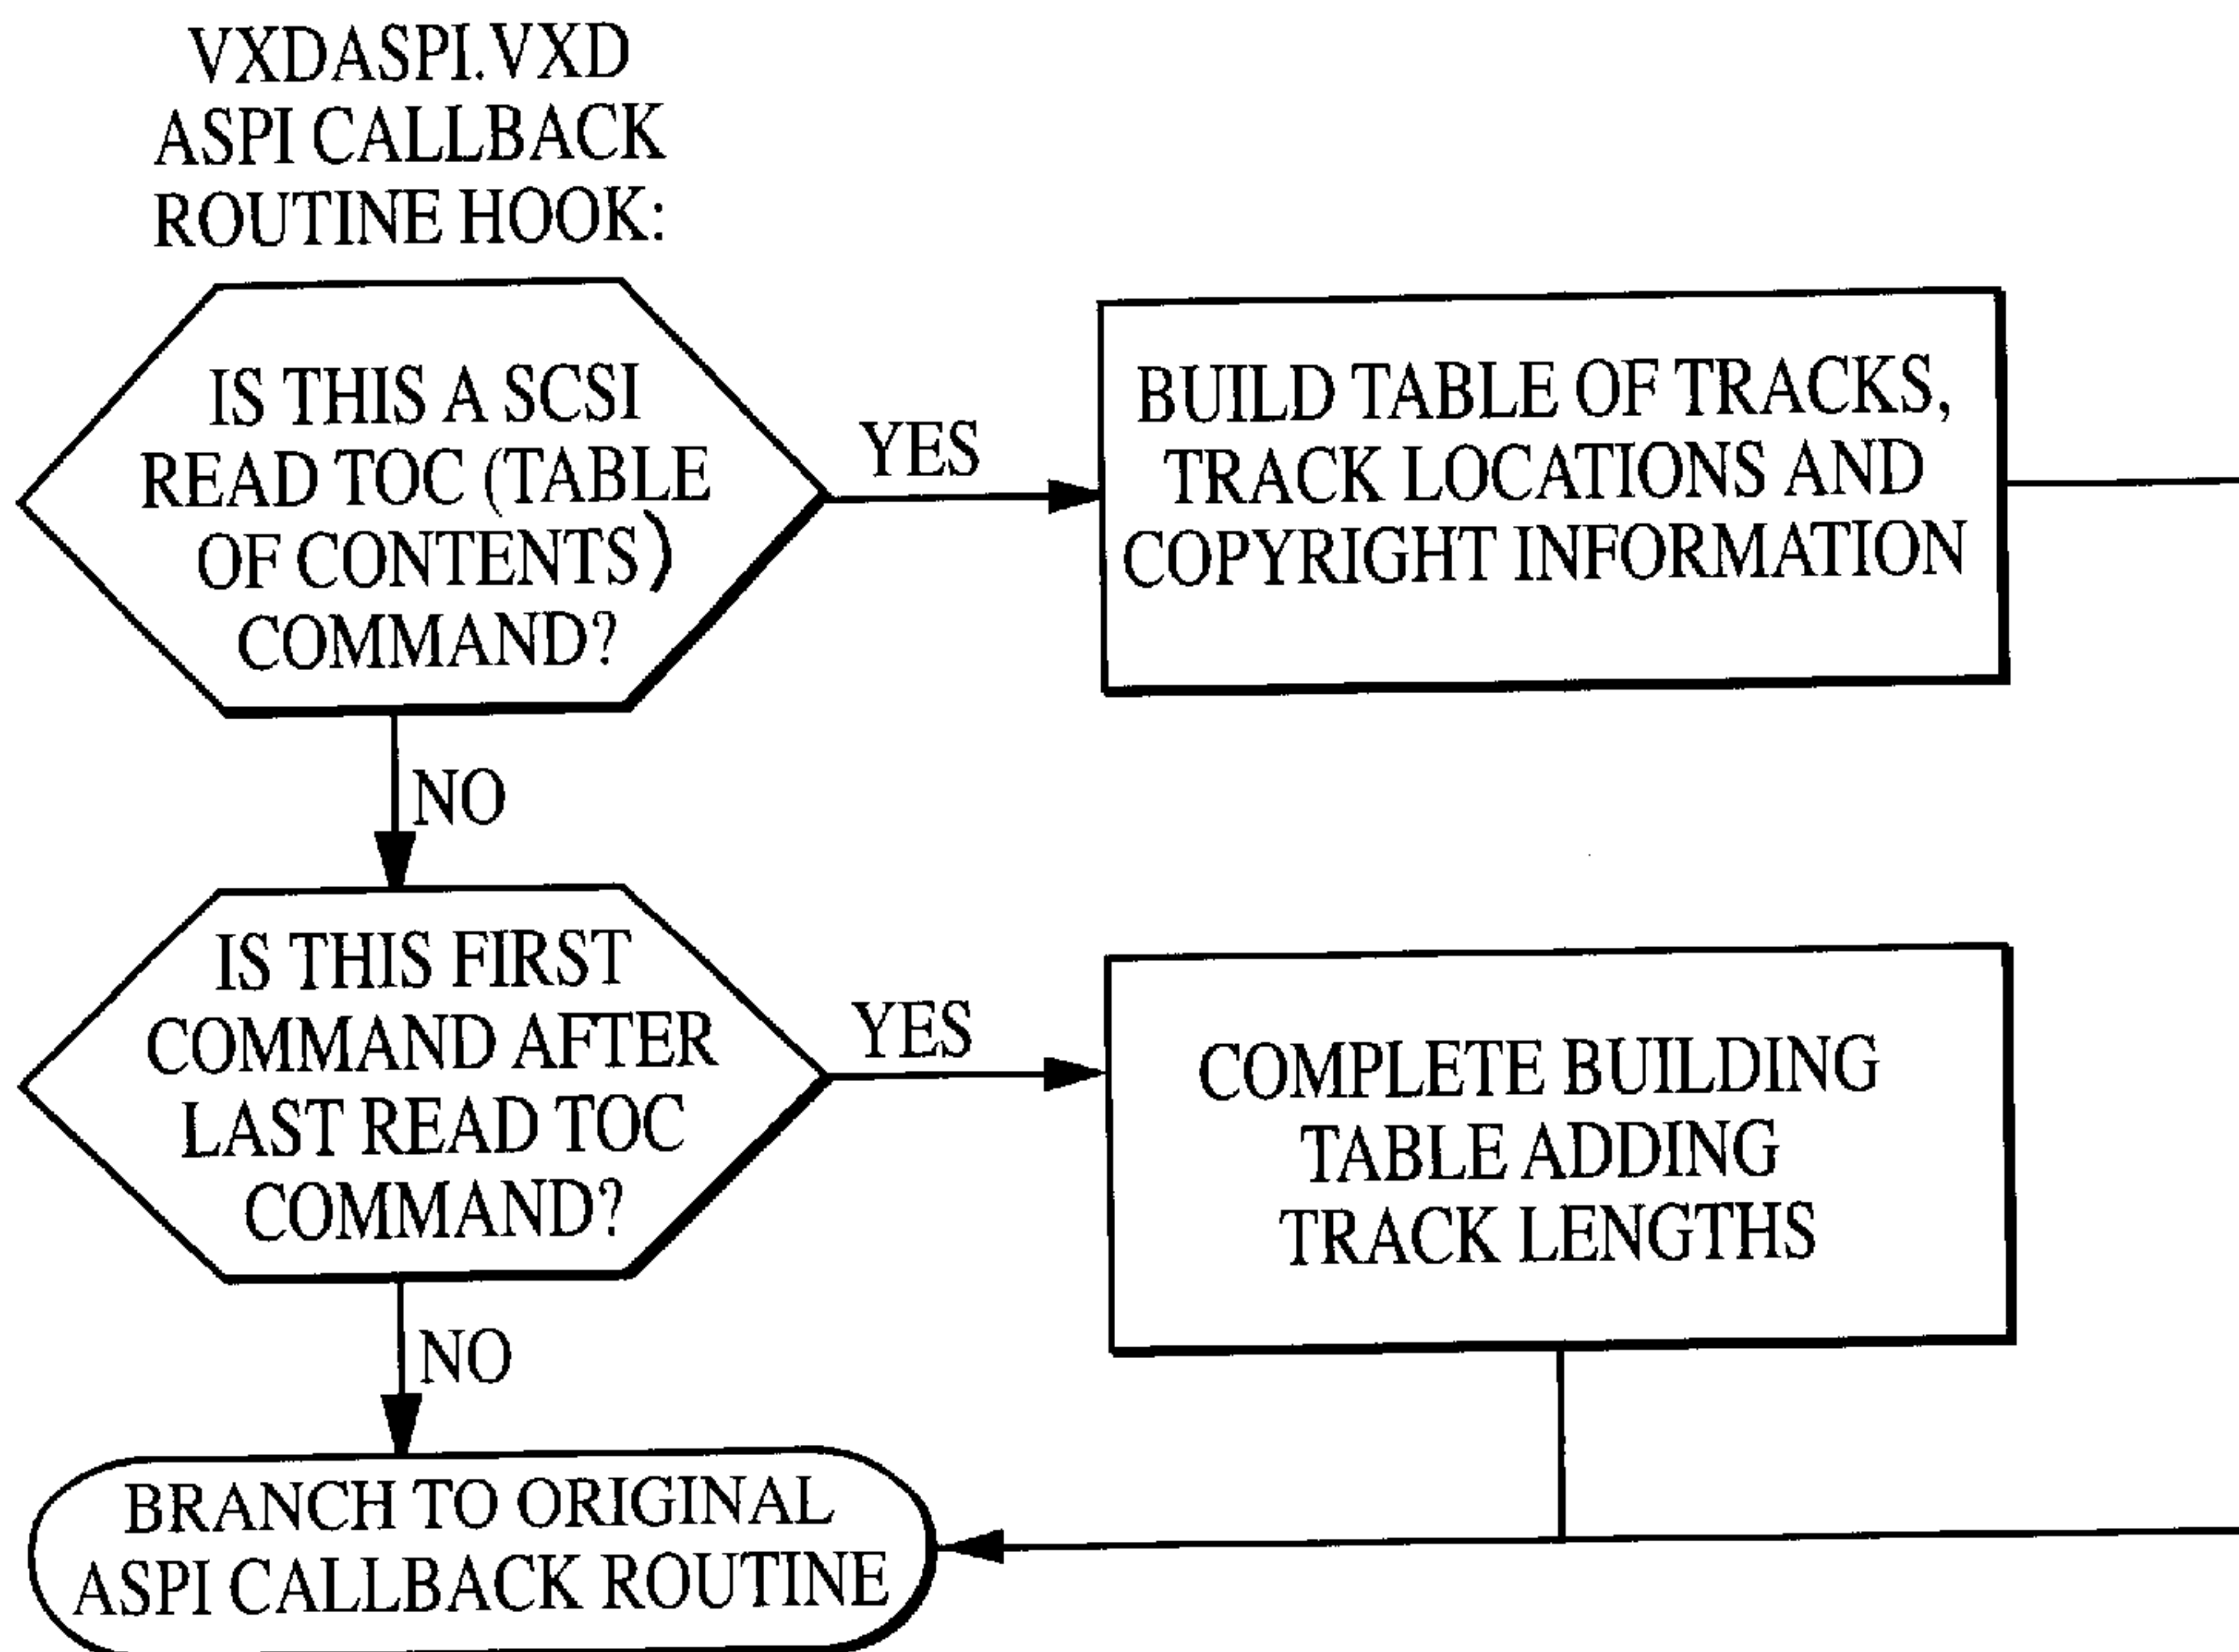 VXDASPI.VXD
ASPI CALLBACK
ROUTINE HOOK:
IS THIS A SCSI
READ TOC (TABLE
OF CONTENTS)
COMMAND?
YES
BUILD TABLE OF TRACKS,
TRACK LOCATIONS AND
COPYRIGHT INFORMATION
NO
IS THIS FIRST
COMMAND AFTER
LAST READ TOC
COMMAND?
YES
COMPLETE BUILDING
TABLE ADDING
TRACK LENGTHS
NO
BRANCH TO ORIGINAL
ASPI CALLBACK ROUTINE